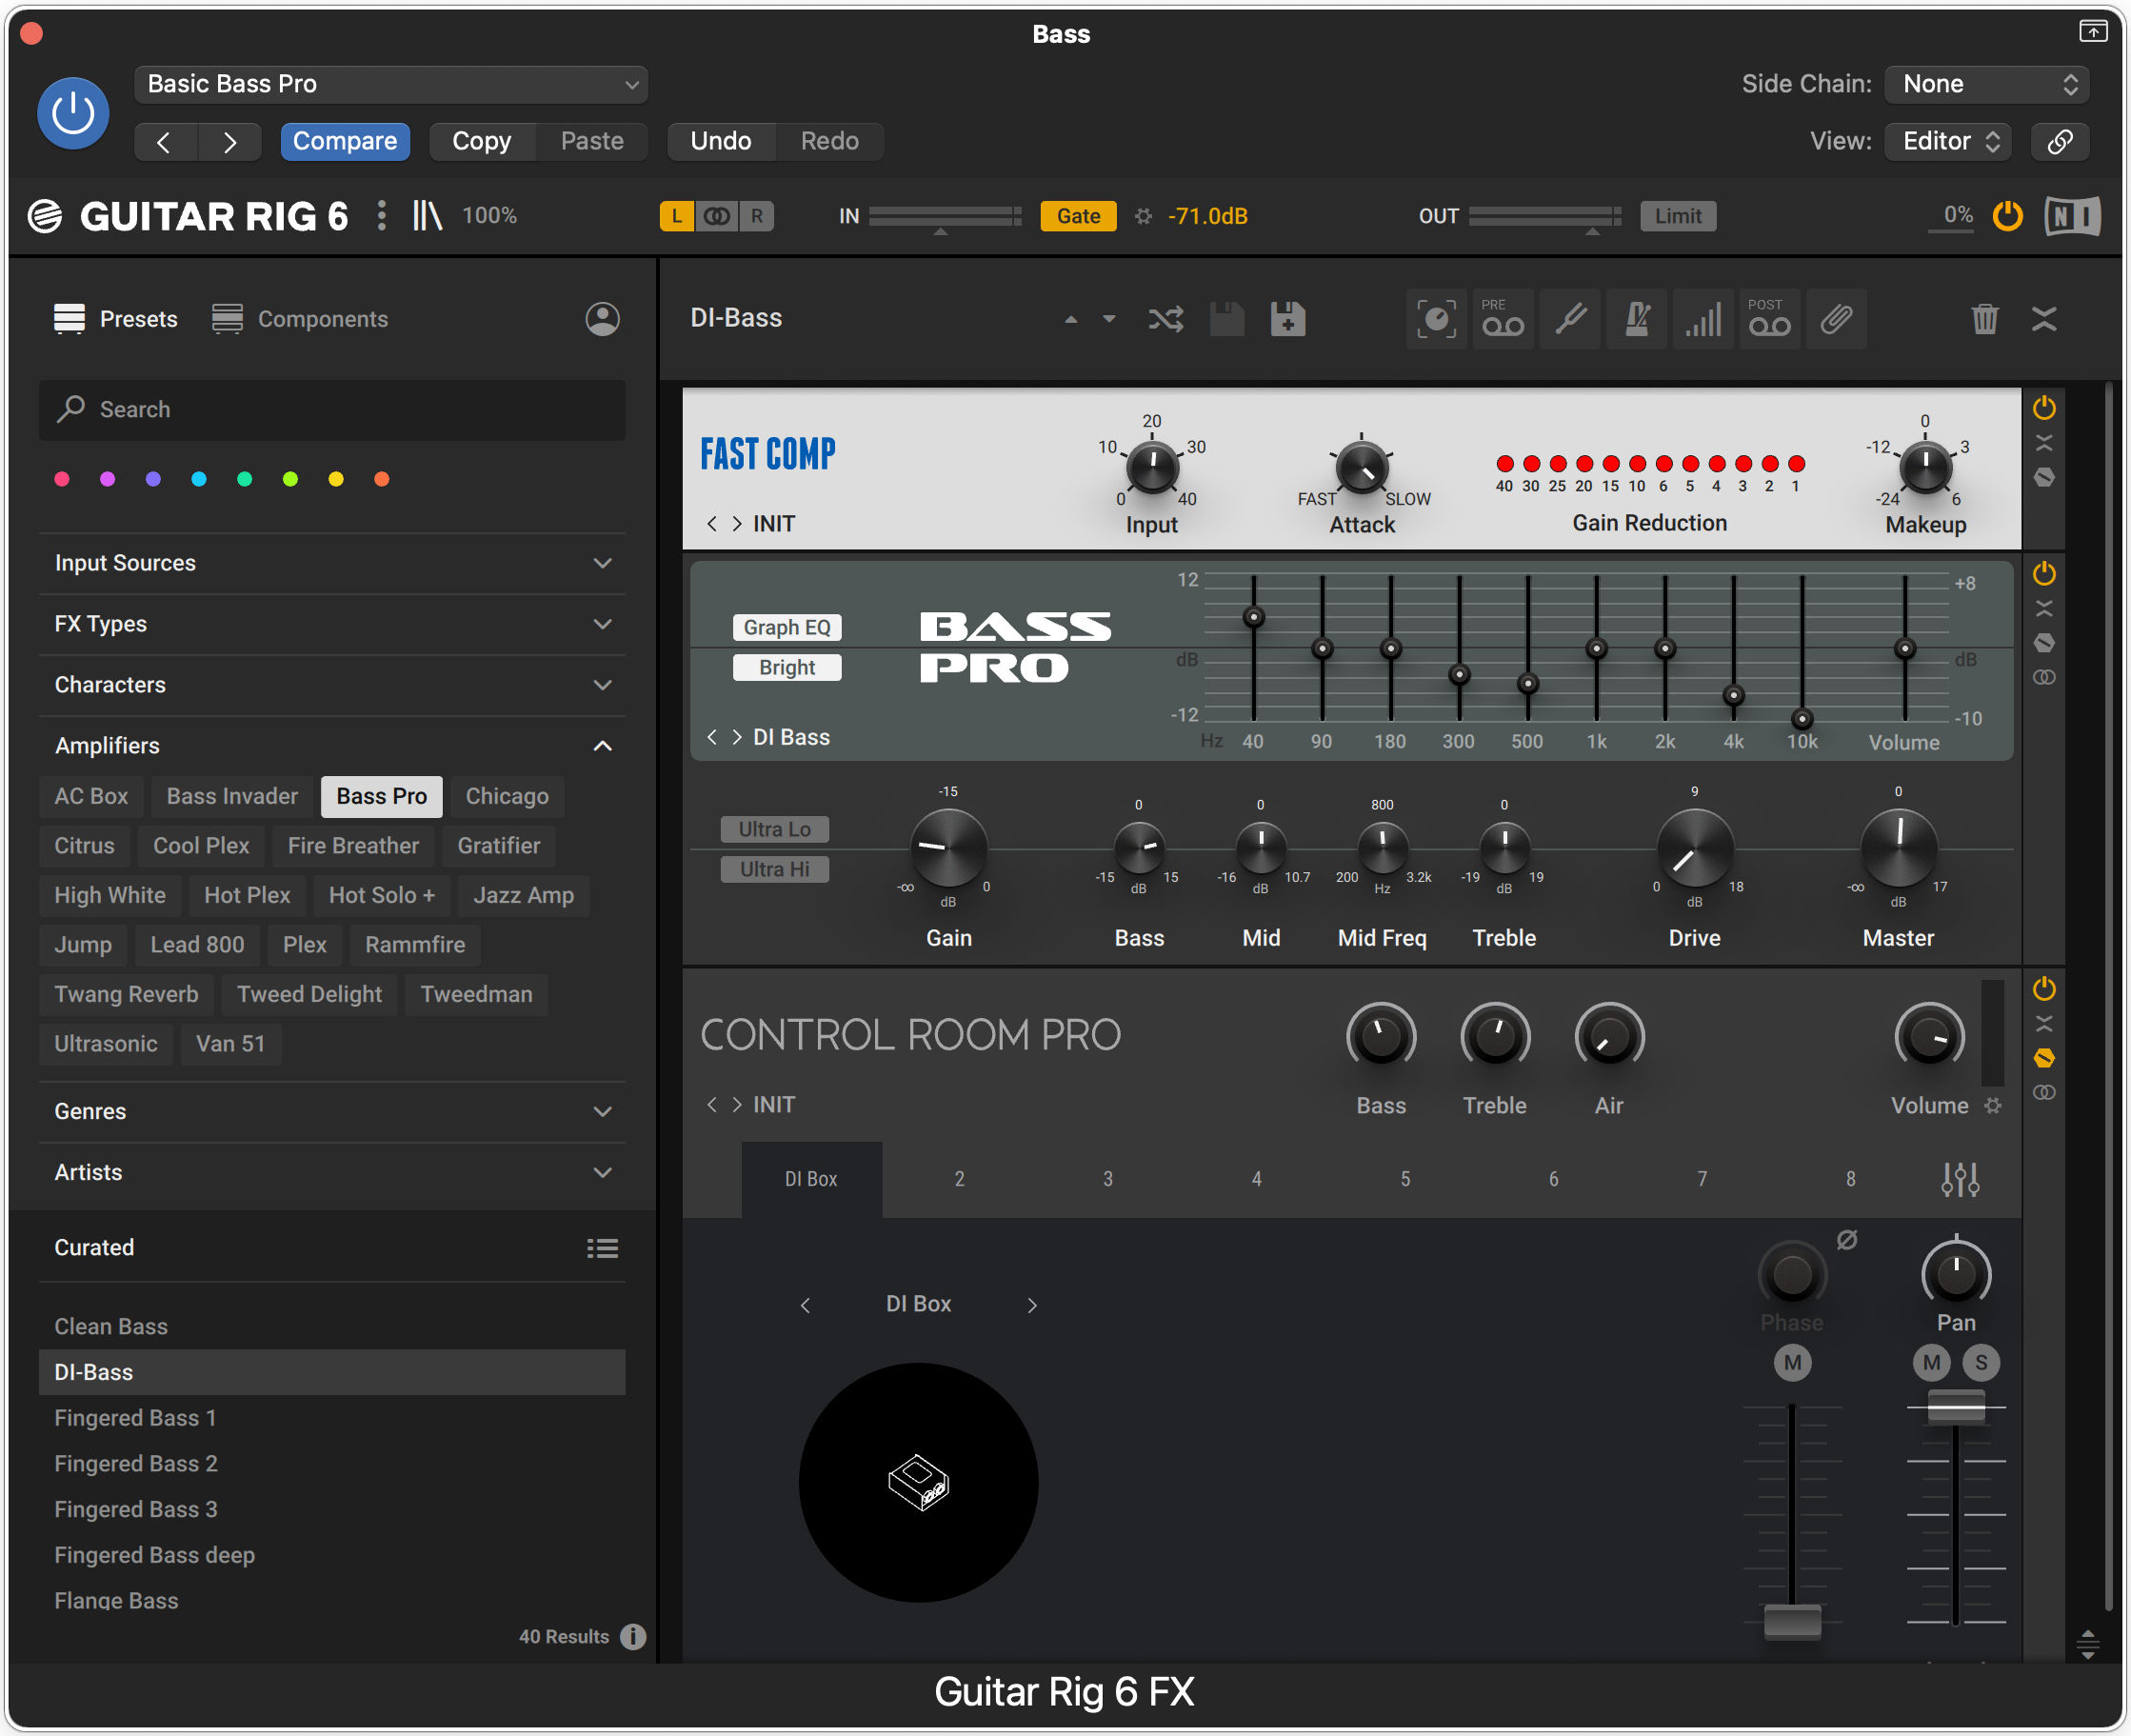 Bass
Basic Bass Pro
Side Chain: None
Compare Copy Paste Undo Redo
View: Editor
GUITAR RIG 6 100% L R IN Gate -71.0dB OUT Limit 0% NI
Presets Components
DI-Bass
PRE POST
Search
FAST COMP
0 10 20 30 40
Input
FAST SLOW
Attack
40 30 25 20 15 10 6 5 4 3 2 1
Gain Reduction
-24 -12 0 3 6
Makeup
INIT
Input Sources
FX Types
Characters
Amplifiers
AC Box Bass Invader Bass Pro Chicago
Citrus Cool Plex Fire Breather Gratifier
High White Hot Plex Hot Solo + Jazz Amp
Jump Lead 800 Plex Rammfire
Twang Reverb Tweed Delight Tweedman
Ultrasonic Van 51
Genres
Artists
Curated
Clean Bass
DI-Bass
Fingered Bass 1
Fingered Bass 2
Fingered Bass 3
Fingered Bass deep
Flange Bass
40 Results
Graph EQ
Bright
BASS
PRO
DI Bass
12 +8
dB dB
-12 -10
Hz 40 90 180 300 500 1k 2k 4k 10k Volume
Ultra Lo
Ultra Hi
-15 0 0 800 0 9 0
-∞ 0 -15 15 -16 10.7 200 3.2k -19 19 0 18 -∞ 17
dB dB dB Hz dB dB dB
Gain Bass Mid Mid Freq Treble Drive Master
CONTROL ROOM PRO
INIT
Bass Treble Air Volume
DI Box 2 3 4 5 6 7 8
DI Box
Ø
Phase Pan
M M S
Guitar Rig 6 FX